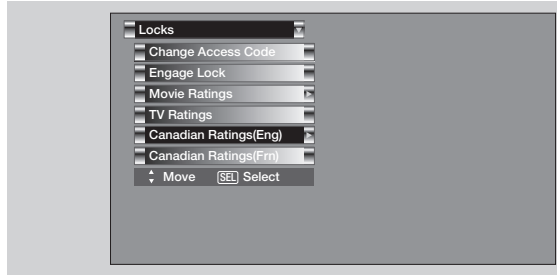 Locks
Change Access Code
Engage Lock
Movie Ratings
TV Ratings
Canadian Ratings(Eng)
Canadian Ratings(Frn)
Move SEL Select